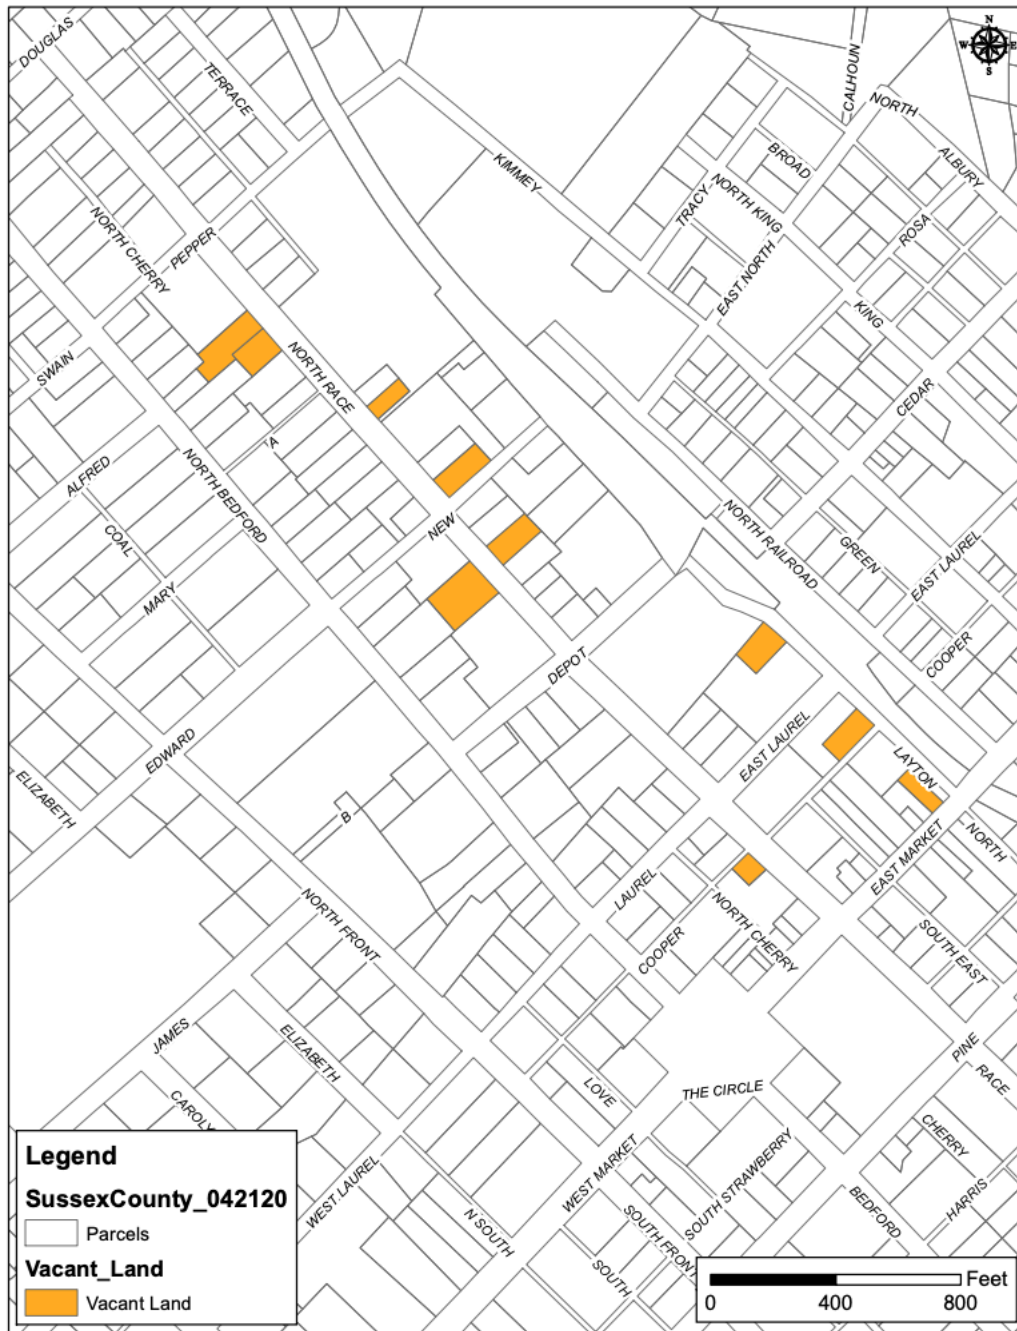 DOUGLAS
TERRACE
N
W
E
S
CALHOUN
NORTH
ALBURY
BROAD
KIMMEY
NORTH KING
TRACY
ROSA
NORTH CHERRY
PEPPER
EAST NORTH
KING
SWAIN
NORTH RACE
CEDAR
A
ALFRED
NORTH BEDFORD
COAL
NEW
NORTH RAILROAD
GREEN
EAST LAUREL
MARY
COOPER
DEPOT
EDWARD
ELIZABETH
EAST LAUREL
LAYTON
B
EAST MARKET
NORTH
LAUREL
NORTH FRONT
NORTH CHERRY
COOPER
SOUTH EAST
JAMES
ELIZABETH
PINE
RACE
CAROLY
LOVE
THE CIRCLE
CHERRY
WEST MARKET
SOUTH STRAWBERRY
WEST LAUREL
BEDFORD
HARRIS
N SOUTH
SOUTH FRONT
SOUTH
Legend
SussexCounty_042120
Parcels
Vacant_Land
Vacant Land
Feet
0 400 800